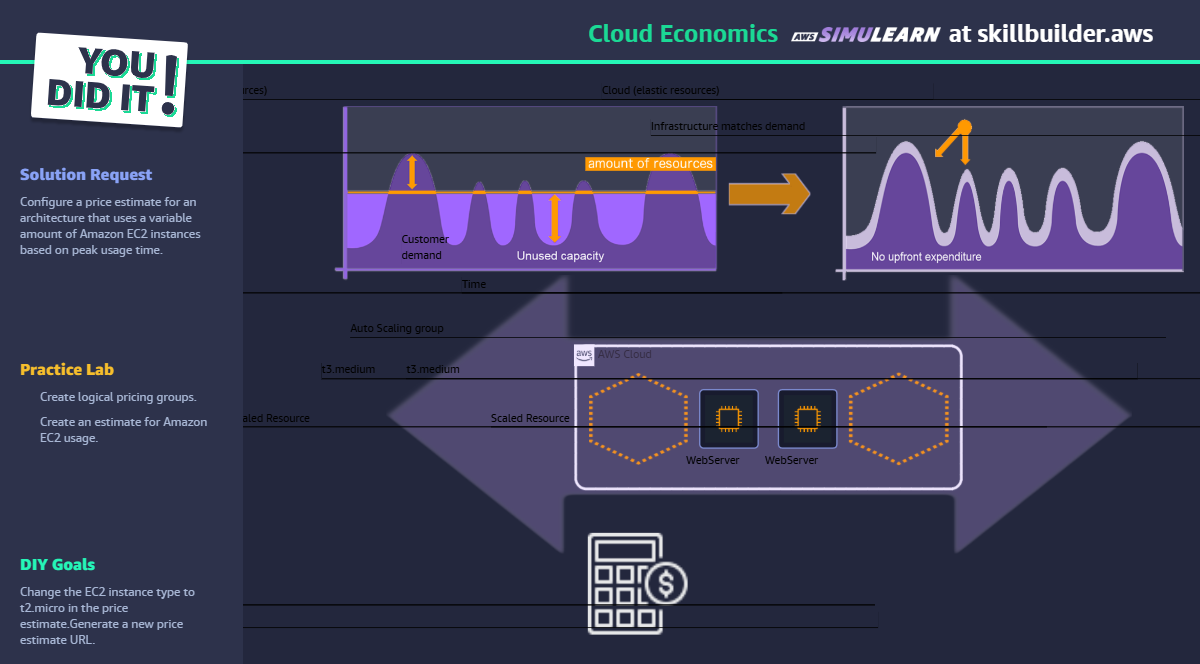 Cloud Economics aws SIMULEARN at skillbuilder.aws
YOU
DID IT!
Solution Request
Configure a price estimate for an
architecture that uses a variable
amount of Amazon EC2 instances
based on peak usage time.
Practice Lab
Create logical pricing groups.
Create an estimate for Amazon
EC2 usage.
DIY Goals
Change the EC2 instance type to
t2.micro in the price
estimate.Generate a new price
estimate URL.
Cloud (elastic resources)
Infrastructure matches demand
amount of resources
Customer
demand
Unused capacity
No upfront expenditure
Time
Auto Scaling group
aws AWS Cloud
t3.medium
t3.medium
Scaled Resource
WebServer
WebServer
$